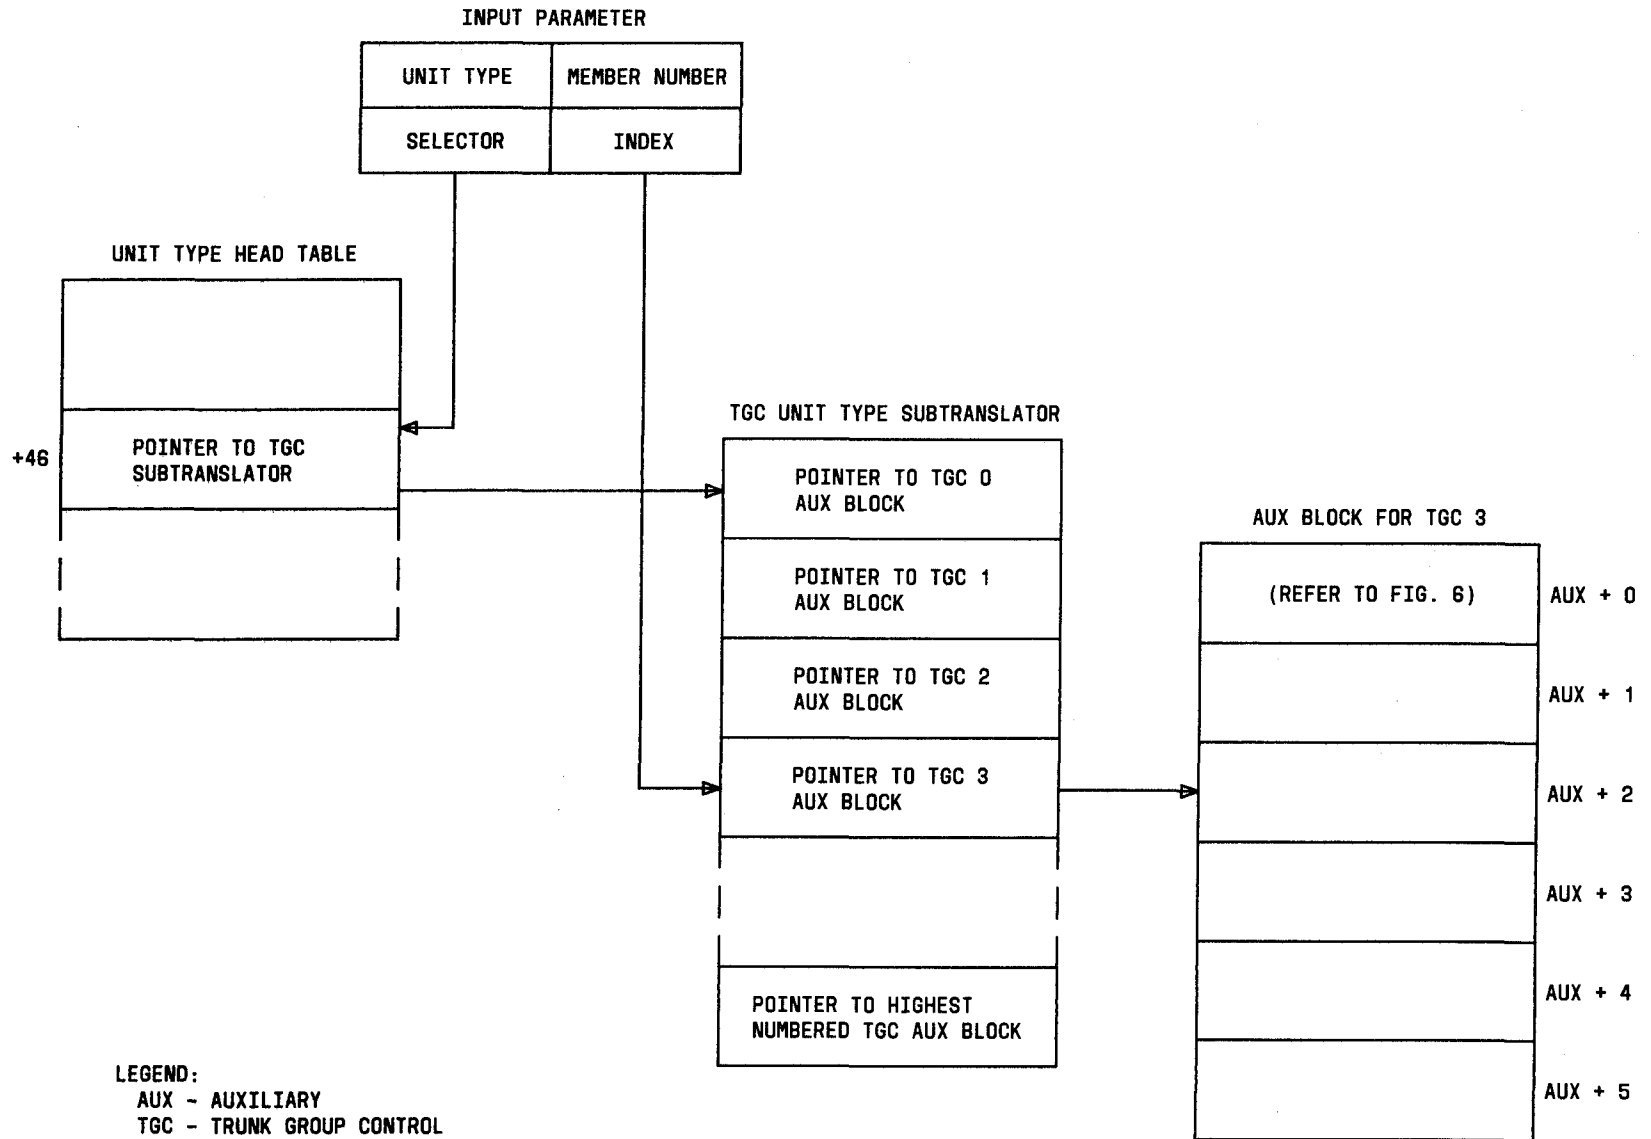 INPUT PARAMETER
UNIT TYPE
MEMBER NUMBER
SELECTOR
INDEX
UNIT TYPE HEAD TABLE
+46
POINTER TO TGC
SUBTRANSLATOR
TGC UNIT TYPE SUBTRANSLATOR
POINTER TO TGC 0
AUX BLOCK
POINTER TO TGC 1
AUX BLOCK
POINTER TO TGC 2
AUX BLOCK
POINTER TO TGC 3
AUX BLOCK
POINTER TO HIGHEST
NUMBERED TGC AUX BLOCK
AUX BLOCK FOR TGC 3
(REFER TO FIG. 6)
AUX + 0
AUX + 1
AUX + 2
AUX + 3
AUX + 4
AUX + 5
LEGEND:
AUX - AUXILIARY
TGC - TRUNK GROUP CONTROL